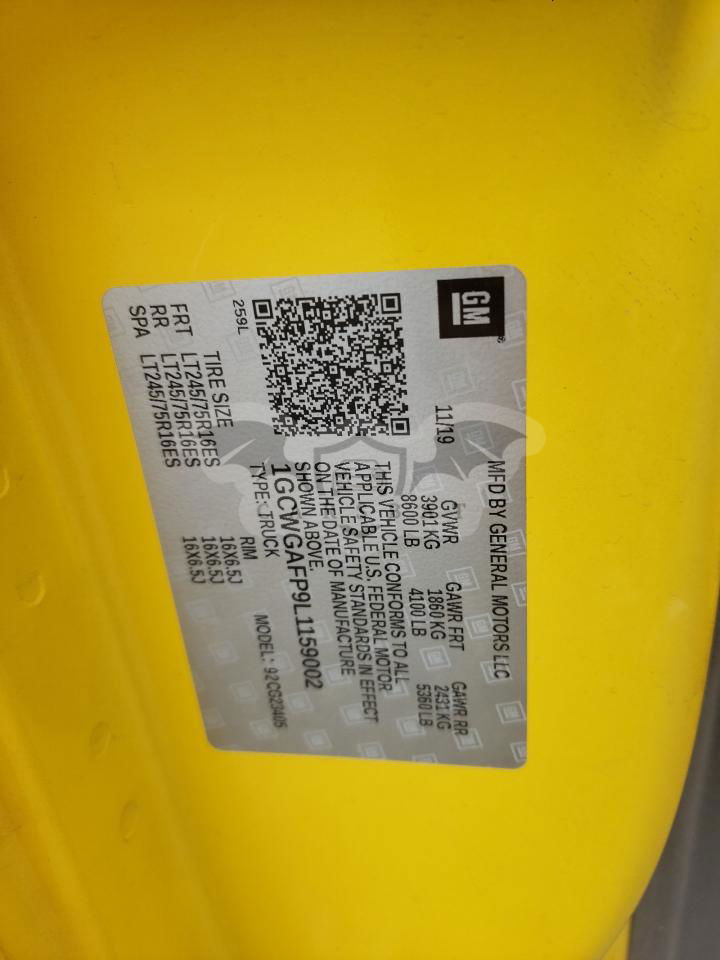 GM
MFD BY GENERAL MOTORS LLC
11/19
GVWR GAWR FRT GAWR RR
3901 KG 1860 KG 2431 KG
8600 LB 4100 LB 5360 LB
THIS VEHICLE CONFORMS TO ALL
APPLICABLE U.S. FEDERAL MOTOR
VEHICLE SAFETY STANDARDS IN EFFECT
ON THE DATE OF MANUFACTURE
SHOWN ABOVE.
1GCWGAFP9L1159002
TYPE: TRUCK MODEL: 92CG23405
259L
TIRE SIZE RIM
FRT LT245/75R16ES 16X6.5J
RR LT245/75R16ES 16X6.5J
SPA LT245/75R16ES 16X6.5J